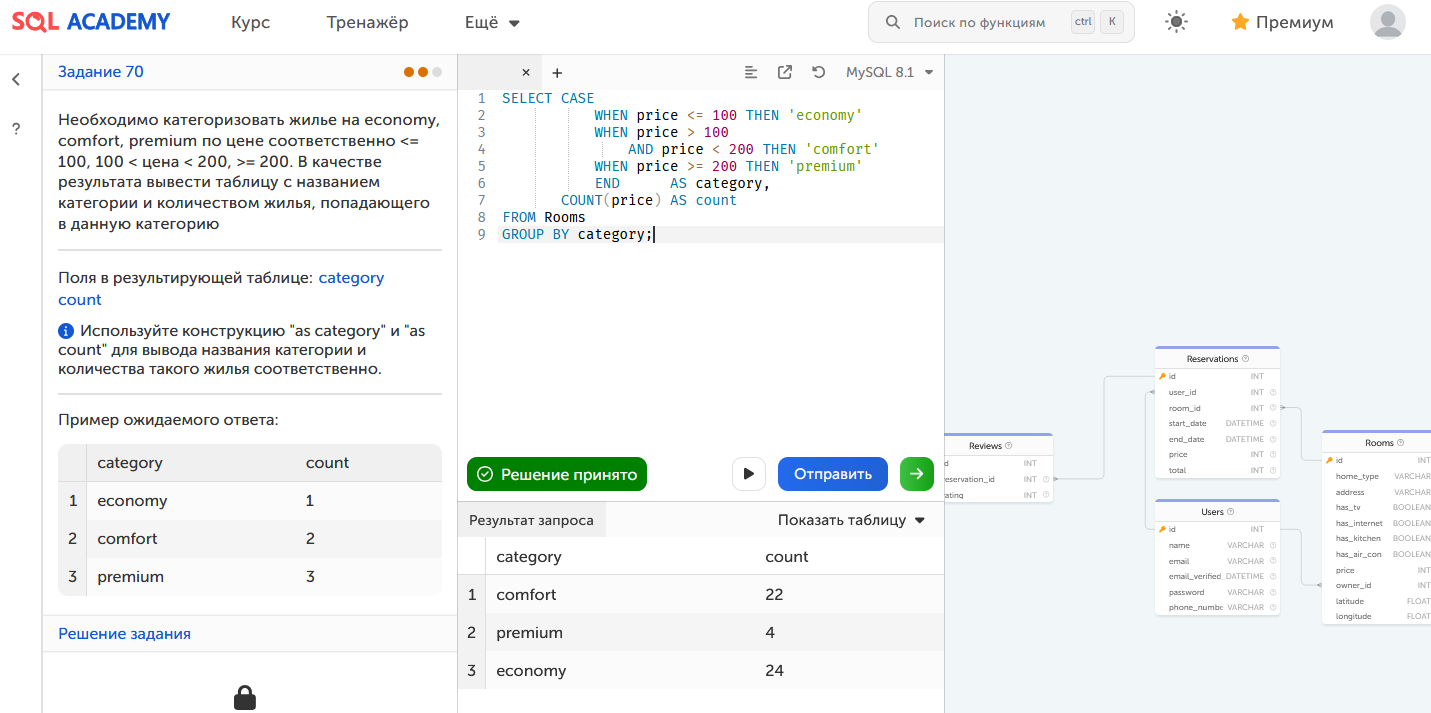 SQL ACADEMY
Курс
Тренажёр
Ещё
Поиск по функциям
ctrl
K
Премиум
Задание 70
Необходимо категоризовать жилье на economy,
comfort, premium по цене соответственно <=
100, 100 < цена < 200, >= 200. В качестве
результата вывести таблицу с названием
категории и количеством жилья, попадающего
в данную категорию
Поля в результирующей таблице: category
count
Используйте конструкцию "as category" и "as
count" для вывода названия категории и
количества такого жилья соответственно.
Пример ожидаемого ответа:
category count
1 economy 1
2 comfort 2
3 premium 3
Решение задания
MySQL 8.1
1 SELECT CASE
2 WHEN price <= 100 THEN 'economy'
3 WHEN price > 100
4 AND price < 200 THEN 'comfort'
5 WHEN price >= 200 THEN 'premium'
6 END AS category,
7 COUNT(price) AS count
8 FROM Rooms
9 GROUP BY category;
Решение принято
Отправить
Результат запроса
Показать таблицу
category count
1 comfort 22
2 premium 4
3 economy 24
Reviews
d INT
eservation_id INT
rating INT
Reservations
id INT
user_id INT
room_id INT
start_date DATETIME
end_date DATETIME
price INT
total INT
Users
id INT
name VARCHAR
email VARCHAR
email_verified_ DATETIME
password VARCHAR
phone_numbe VARCHAR
Rooms
id INT
home_type VARCHAR
address VARCHAR
has_tv BOOLEAN
has_internet BOOLEAN
has_kitchen BOOLEAN
has_air_con BOOLEAN
price INT
owner_id INT
latitude FLOAT
longitude FLOAT